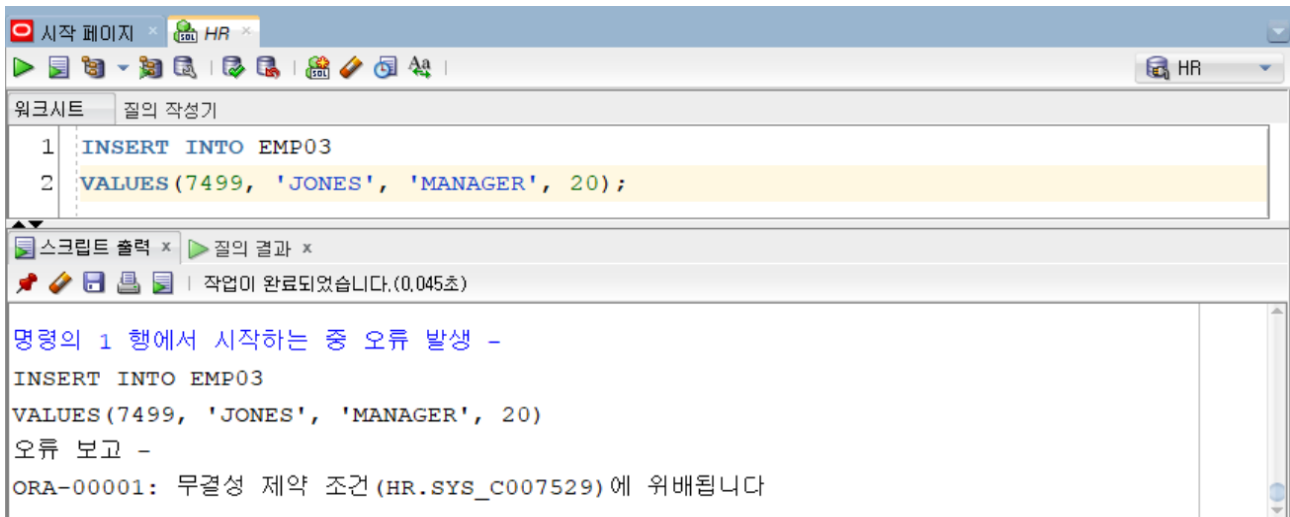 시작 페이지 × HR ×
HR
워크시트 질의 작성기
1 INSERT INTO EMP03
2 VALUES(7499, 'JONES', 'MANAGER', 20);
스크립트 출력 × 질의 결과 ×
작업이 완료되었습니다.(0,045초)
명령의 1 행에서 시작하는 중 오류 발생 -
INSERT INTO EMP03
VALUES(7499, 'JONES', 'MANAGER', 20)
오류 보고 -
ORA-00001: 무결성 제약 조건(HR.SYS_C007529)에 위배됩니다